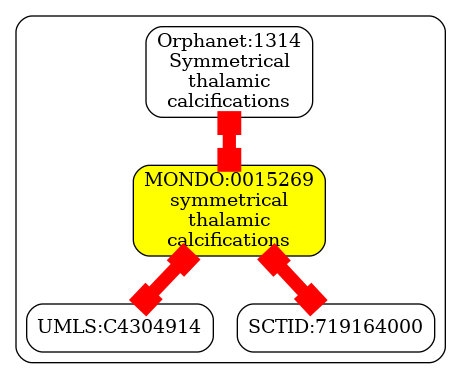 Orphanet:1314
Symmetrical
thalamic
calcifications
MONDO:0015269
symmetrical
thalamic
calcifications
UMLS:C4304914
SCTID:719164000